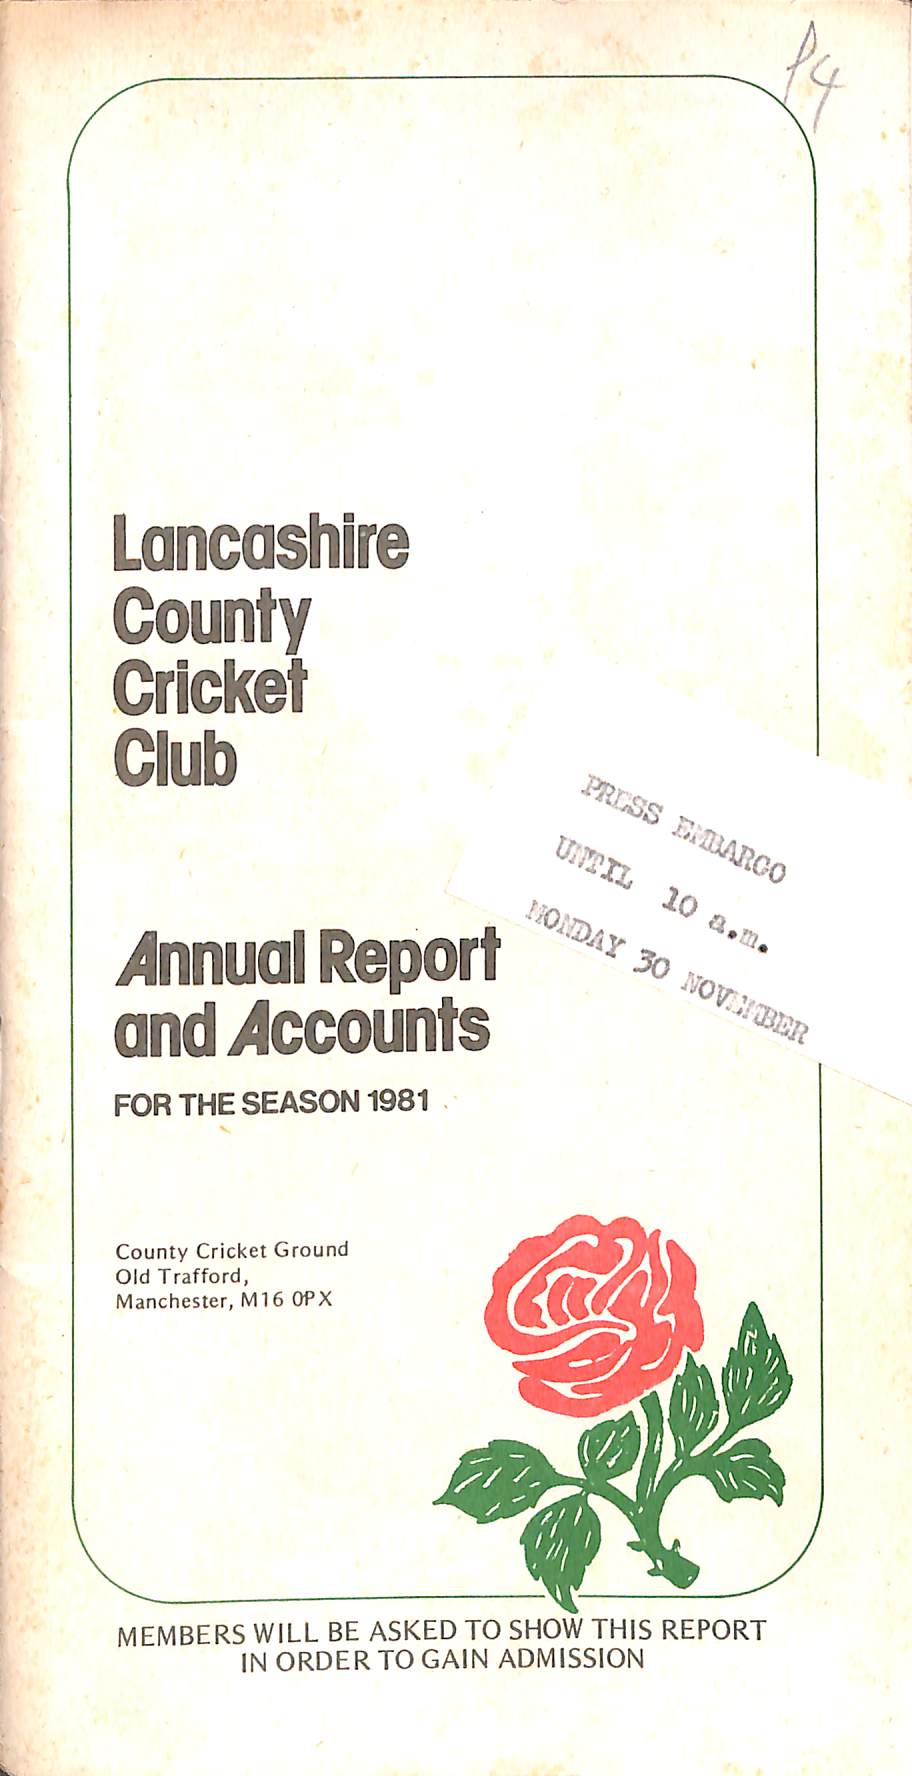 P4
Lancashire
County
Cricket
Club
PRESS EMBARGO
UNTIL 10 a.m.
MONDAY 30 NOVEMBER
Annual Report
and Accounts
FOR THE SEASON 1981
County Cricket Ground
Old Trafford,
Manchester, M16 0PX
MEMBERS WILL BE ASKED TO SHOW THIS REPORT
IN ORDER TO GAIN ADMISSION